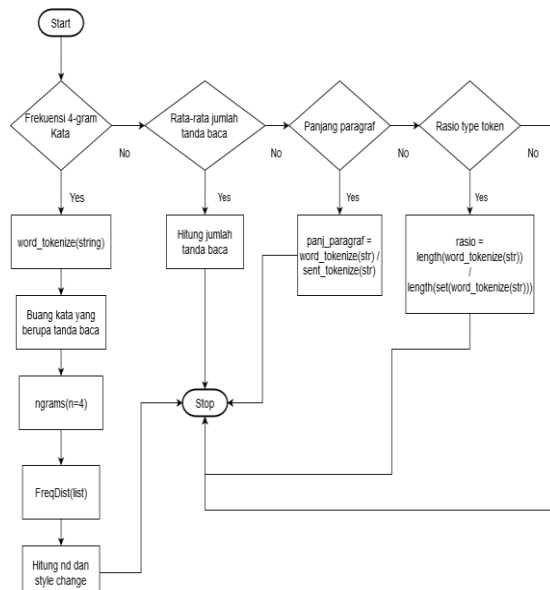 Start
Frekuensi 4-gram
Kata
No
Rata-rata jumlah
tanda baca
No
Panjang paragraf
No
Rasio type token
No
Yes
Yes
Yes
Yes
word_tokenize(string)
Hitung jumlah
tanda baca
panj_paragraf =
word_tokenize(str) /
sent_tokenize(str)
rasio =
length(word_tokenize(str))
/
length(set(word_tokenize(str)))
Buang kata yang
berupa tanda baca
ngrams(n=4)
Stop
FreqDist(list)
Hitung nd dan
style change